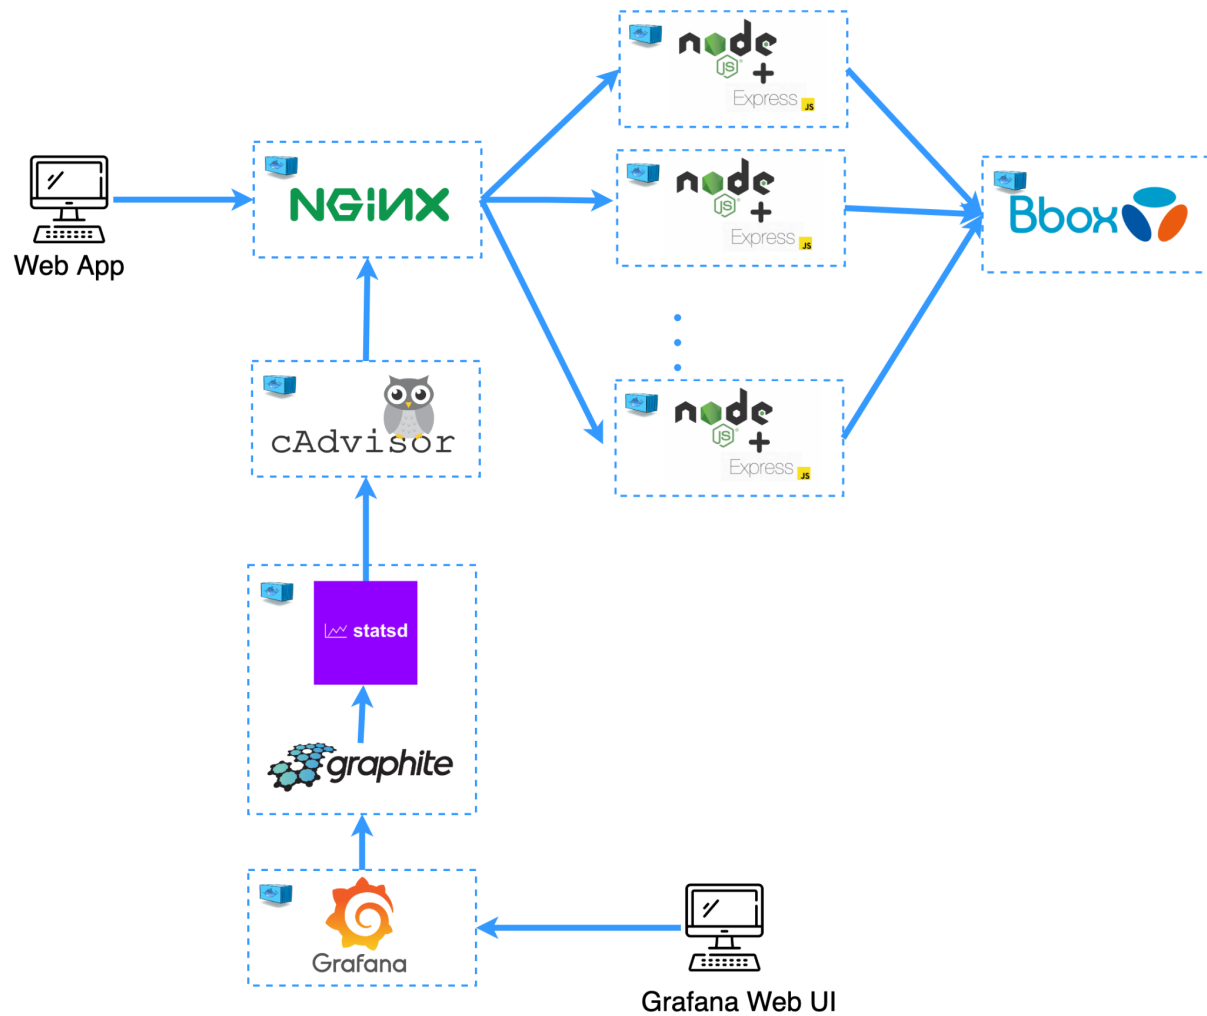 node
JS
+
Express JS
Web App
NGiNX
node
JS
+
Express JS
Bbox
cAdvisor
node
JS
+
Express JS
statsd
graphite
Grafana
Grafana Web UI